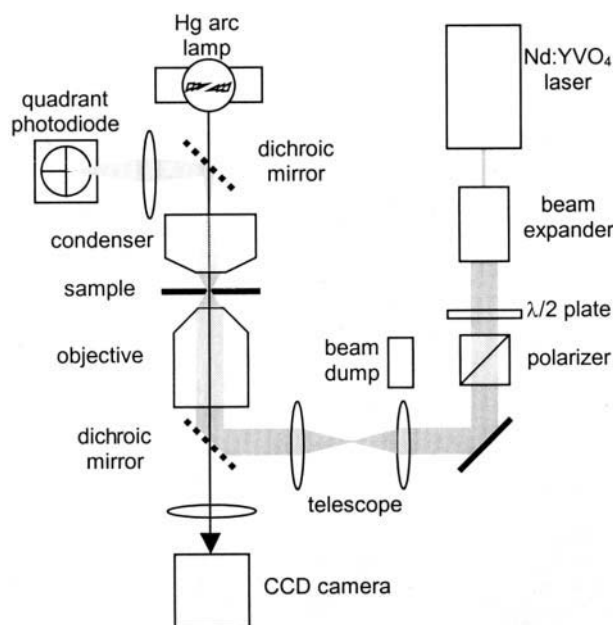 Hg arc
lamp
Nd:YVO₄
laser
quadrant
photodiode
dichroic
mirror
beam
expander
condenser
sample
λ/2 plate
objective
beam
dump
polarizer
dichroic
mirror
telescope
CCD camera